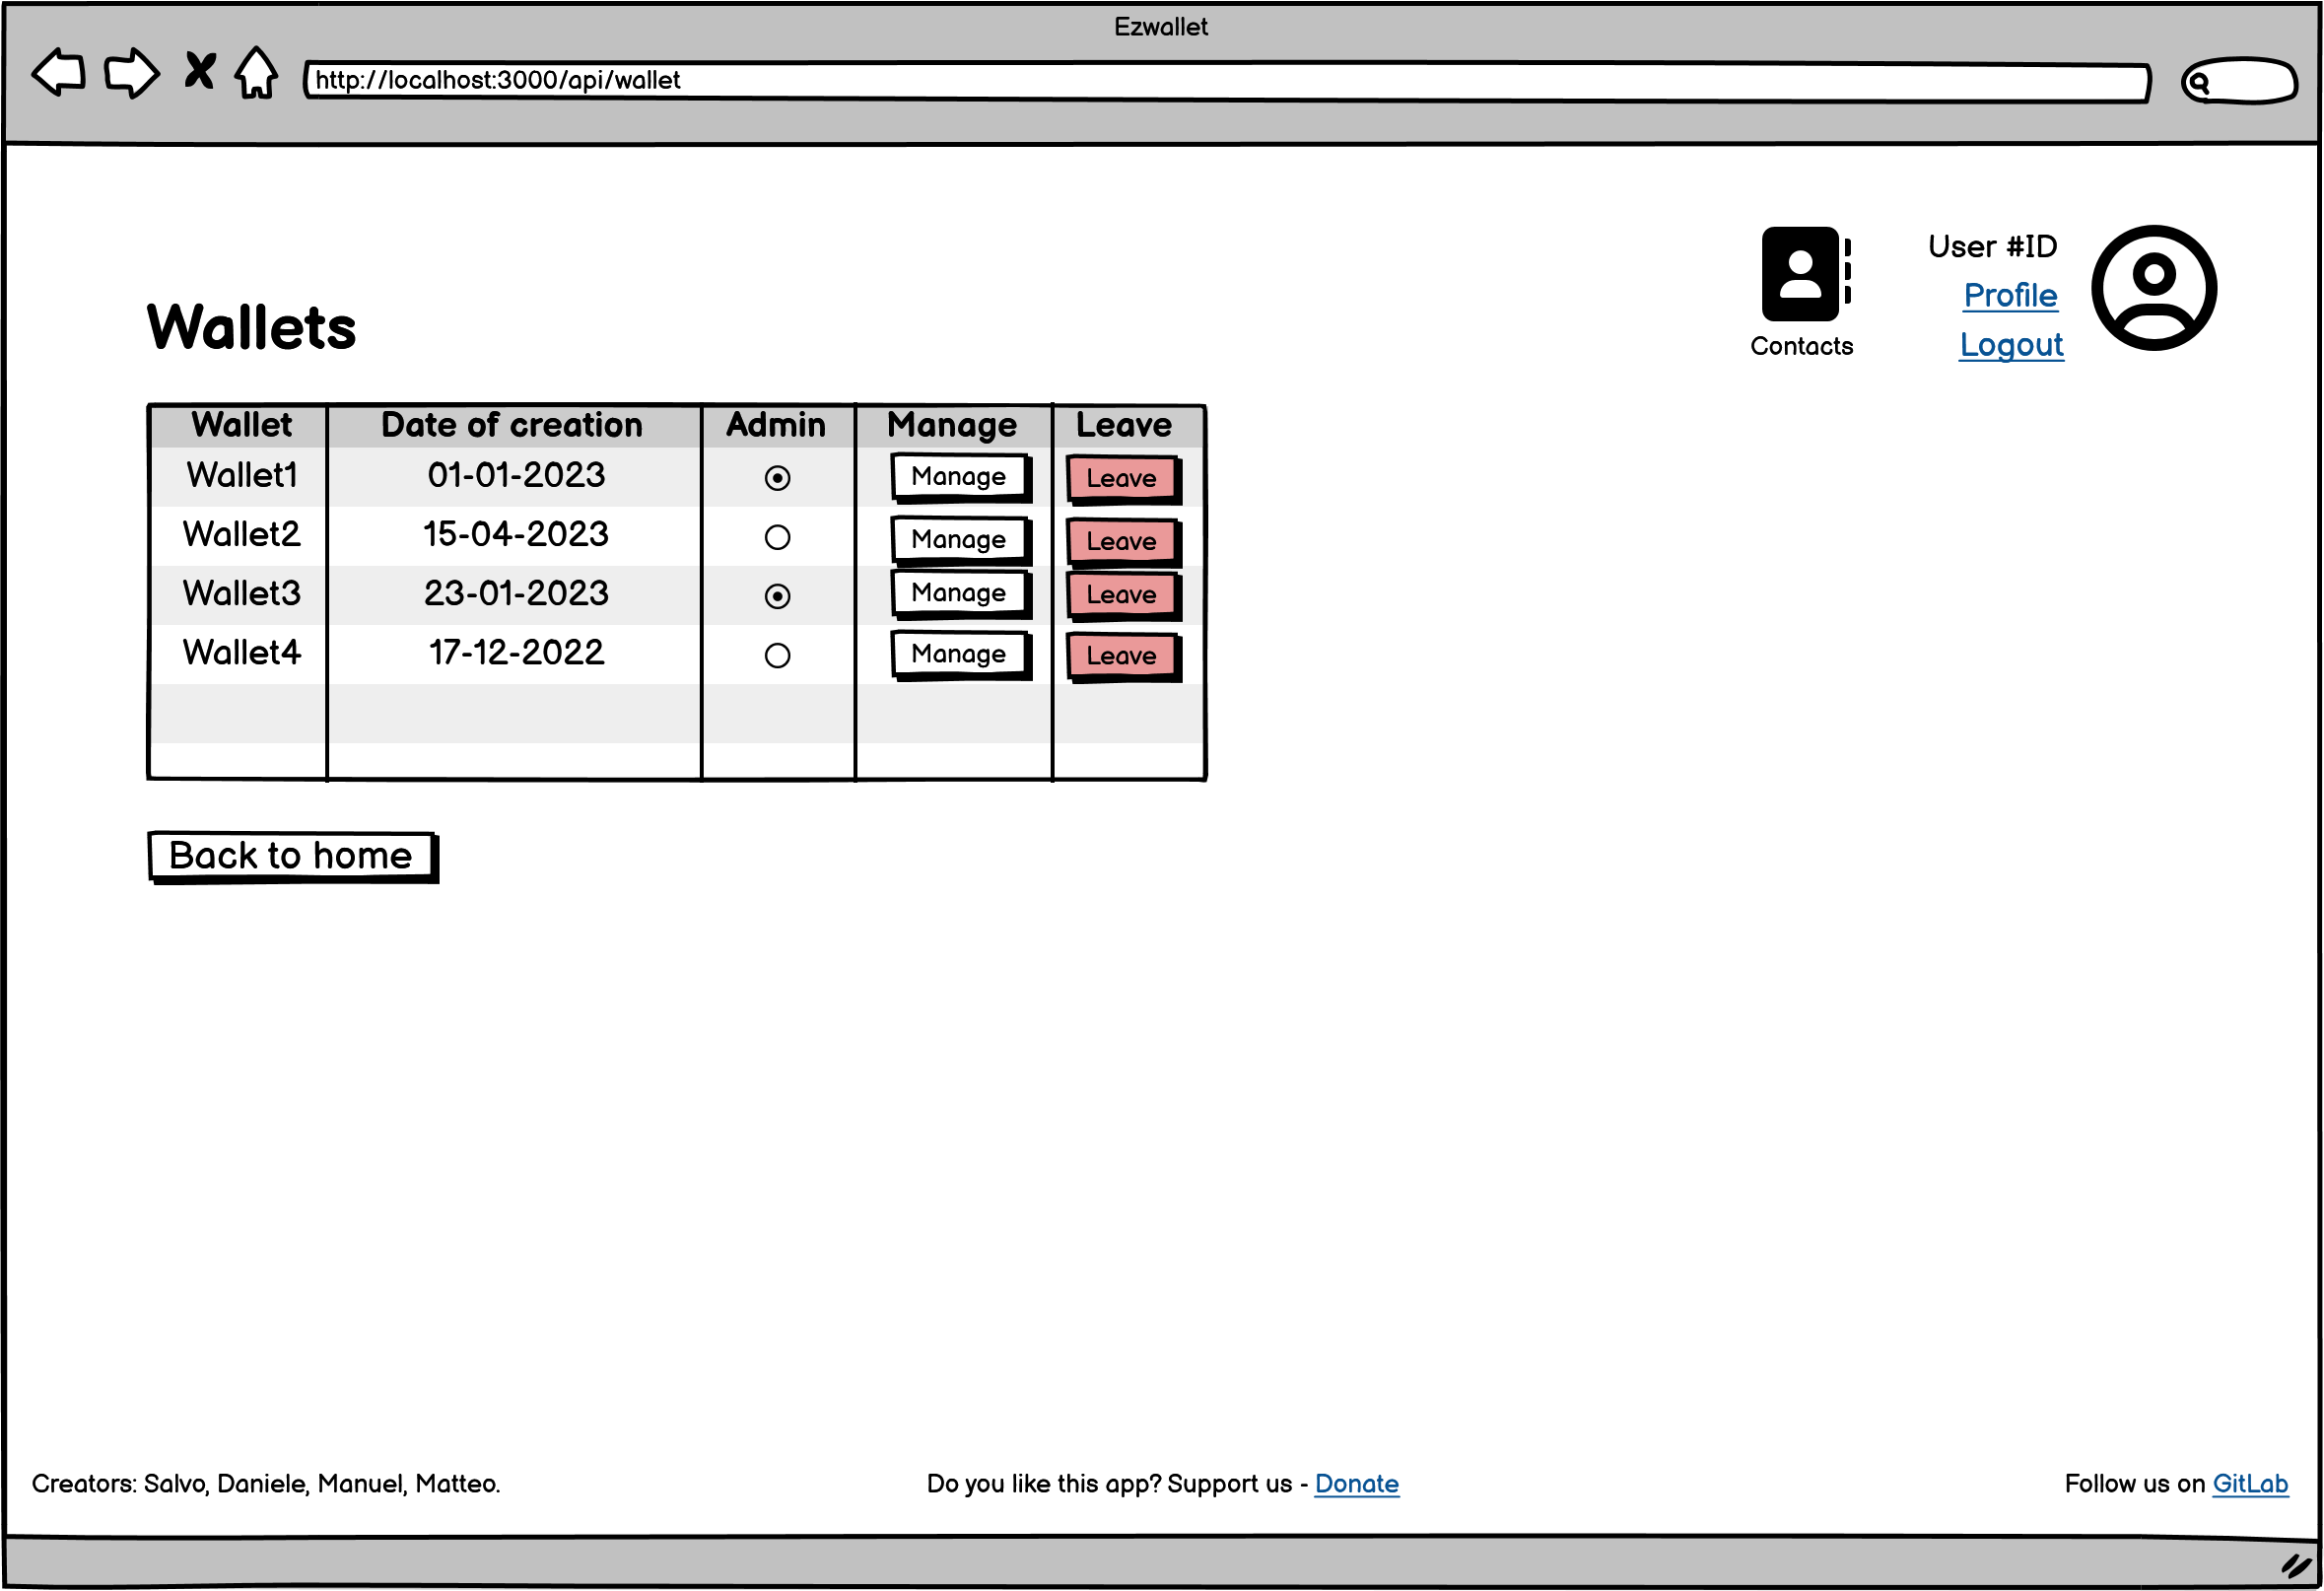 Ezwallet
http://localhost:3000/api/wallet
User #ID
Profile
Logout
Contacts
Wallets
Wallet Date of creation Admin Manage Leave
Wallet1 01-01-2023 Manage Leave
Wallet2 15-04-2023 Manage Leave
Wallet3 23-01-2023 Manage Leave
Wallet4 17-12-2022 Manage Leave
Back to home
Creators: Salvo, Daniele, Manuel, Matteo.
Do you like this app? Support us - Donate
Follow us on GitLab